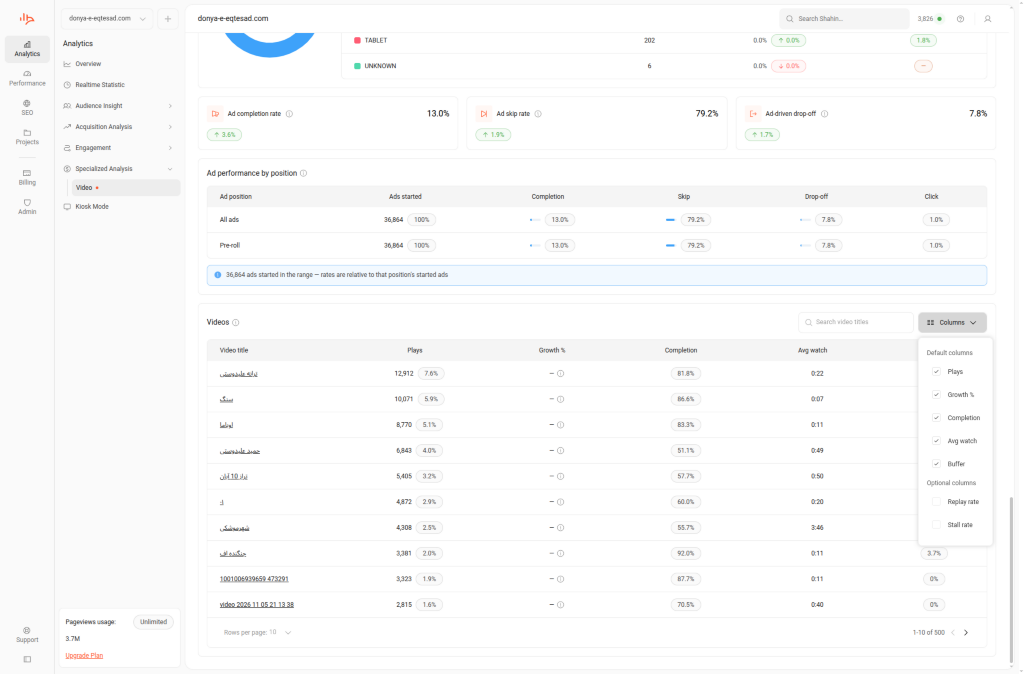 donya-e-eqtesad.com
+
donya-e-eqtesad.com
Search Shahin...
3,826
Analytics
Performance
SEO
Projects
Billing
Admin
Support
Analytics
Overview
Realtime Statistic
Audience Insight
Acquisition Analysis
Engagement
Specialized Analysis
Video
Kiosk Mode
Pageviews usage: Unlimited
3.7M
Upgrade Plan
TABLET 202 0.0% ↑ 0.0% 1.8%
UNKNOWN 6 0.0% ↓ 0.0% –
Ad completion rate 13.0%
↑ 3.6%
Ad skip rate 79.2%
↑ 1.9%
Ad-driven drop-off 7.8%
↑ 1.7%
Ad performance by position
Ad position Ads started Completion Skip Drop-off Click
All ads 36,864 100% 13.0% 79.2% 7.8% 1.0%
Pre-roll 36,864 100% 13.0% 79.2% 7.8% 1.0%
36,864 ads started in the range — rates are relative to that position's started ads
Videos
Search video titles
Columns
Video title Plays Growth % Completion Avg watch
ترانه علیدوستی 12,912 7.6% – 81.8% 0:22
سنگ 10,071 5.9% – 86.6% 0:07
اوباما 8,770 5.1% – 83.3% 0:11
حمید علیدوستی 6,843 4.0% – 51.1% 0:49
تراز 10 آبان 5,405 3.2% – 57.7% 0:50
4,872 2.9% – 60.0% 0:20
شهرموشکی 4,308 2.5% – 55.7% 3:46
جنگنده اف 3,381 2.0% – 92.0% 0:11 3.7%
1001006939659 473291 3,323 1.9% – 87.7% 0:11 0%
video 2026 11 05 21 13 38 2,815 1.6% – 70.5% 0:40 0%
Rows per page: 10
1-10 of 500
Default columns
Plays
Growth %
Completion
Avg watch
Buffer
Optional columns
Replay rate
Stall rate